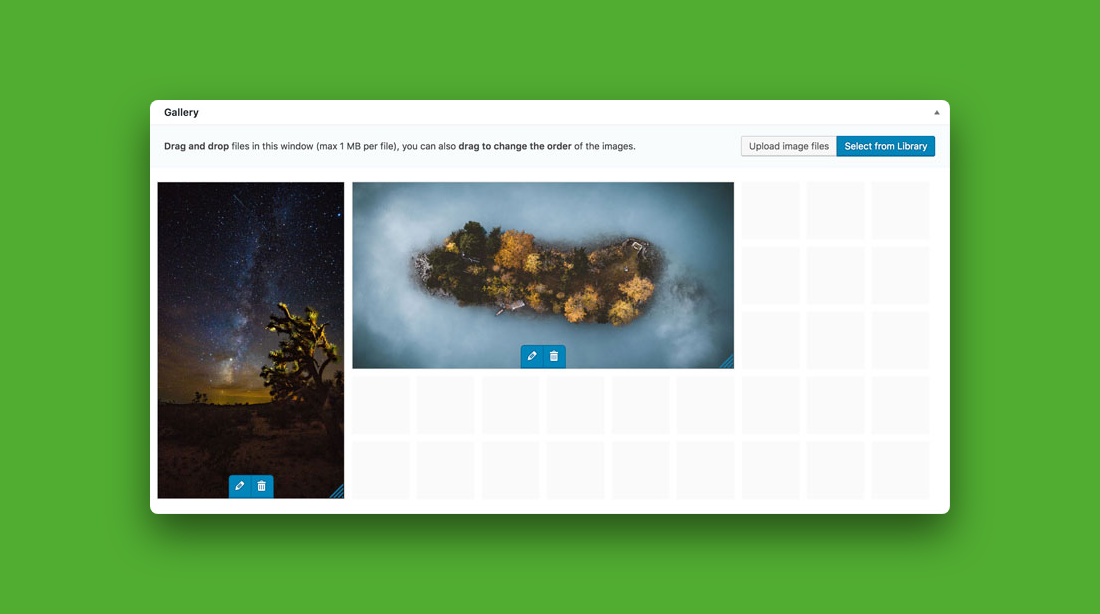 Gallery
Drag and drop files in this window (max 1 MB per file), you can also drag to change the order of the images.
Upload image files
Select from Library